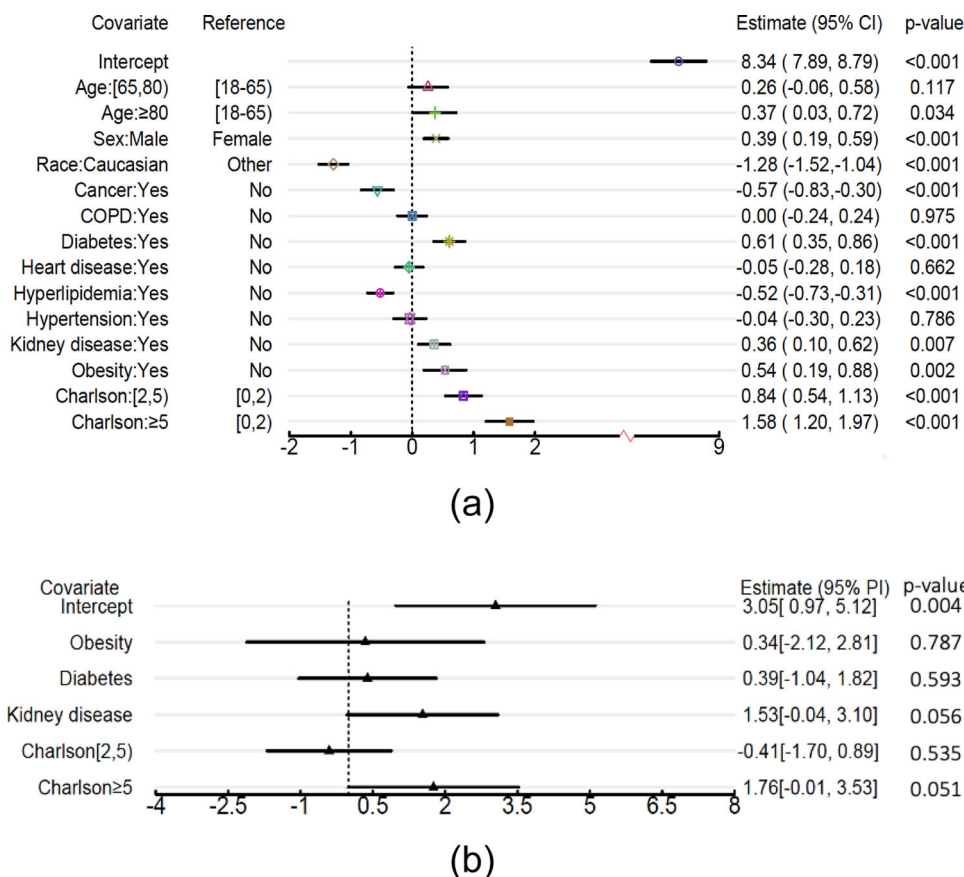 Covariate Reference Estimate (95% CI) p-value
Intercept 8.34 ( 7.89, 8.79) <0.001
Age:[65,80) [18-65) 0.26 (-0.06, 0.58) 0.117
Age:≥80 [18-65) 0.37 ( 0.03, 0.72) 0.034
Sex:Male Female 0.39 ( 0.19, 0.59) <0.001
Race:Caucasian Other -1.28 (-1.52,-1.04) <0.001
Cancer:Yes No -0.57 (-0.83,-0.30) <0.001
COPD:Yes No 0.00 (-0.24, 0.24) 0.975
Diabetes:Yes No 0.61 ( 0.35, 0.86) <0.001
Heart disease:Yes No -0.05 (-0.28, 0.18) 0.662
Hyperlipidemia:Yes No -0.52 (-0.73,-0.31) <0.001
Hypertension:Yes No -0.04 (-0.30, 0.23) 0.786
Kidney disease:Yes No 0.36 ( 0.10, 0.62) 0.007
Obesity:Yes No 0.54 ( 0.19, 0.88) 0.002
Charlson:[2,5) [0,2) 0.84 ( 0.54, 1.13) <0.001
Charlson:≥5 [0,2) 1.58 ( 1.20, 1.97) <0.001
-2 -1 0 1 2 9
(a)
Covariate Estimate (95% PI) p-value
Intercept 3.05[ 0.97, 5.12] 0.004
Obesity 0.34[-2.12, 2.81] 0.787
Diabetes 0.39[-1.04, 1.82] 0.593
Kidney disease 1.53[-0.04, 3.10] 0.056
Charlson[2,5) -0.41[-1.70, 0.89] 0.535
Charlson≥5 1.76[-0.01, 3.53] 0.051
-4 -2.5 -1 0.5 2 3.5 5 6.5 8
(b)